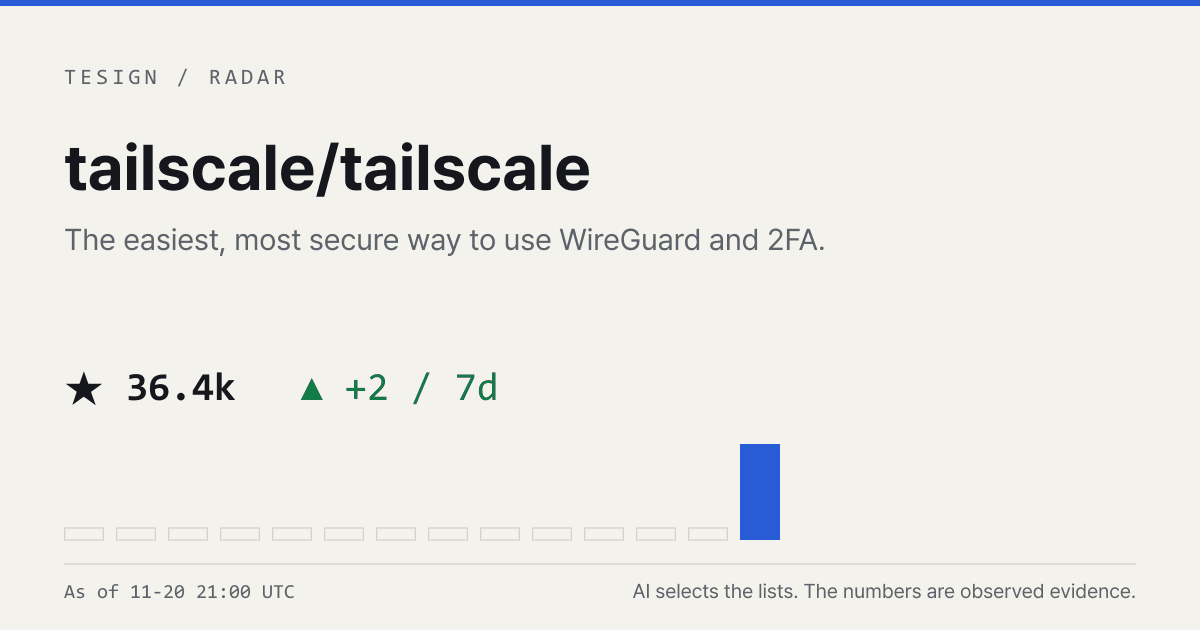 TESIGN / RADAR
tailscale/tailscale
The easiest, most secure way to use WireGuard and 2FA.
★ 36.4k ▲ +2 / 7d
As of 11-20 21:00 UTC
AI selects the lists. The numbers are observed evidence.